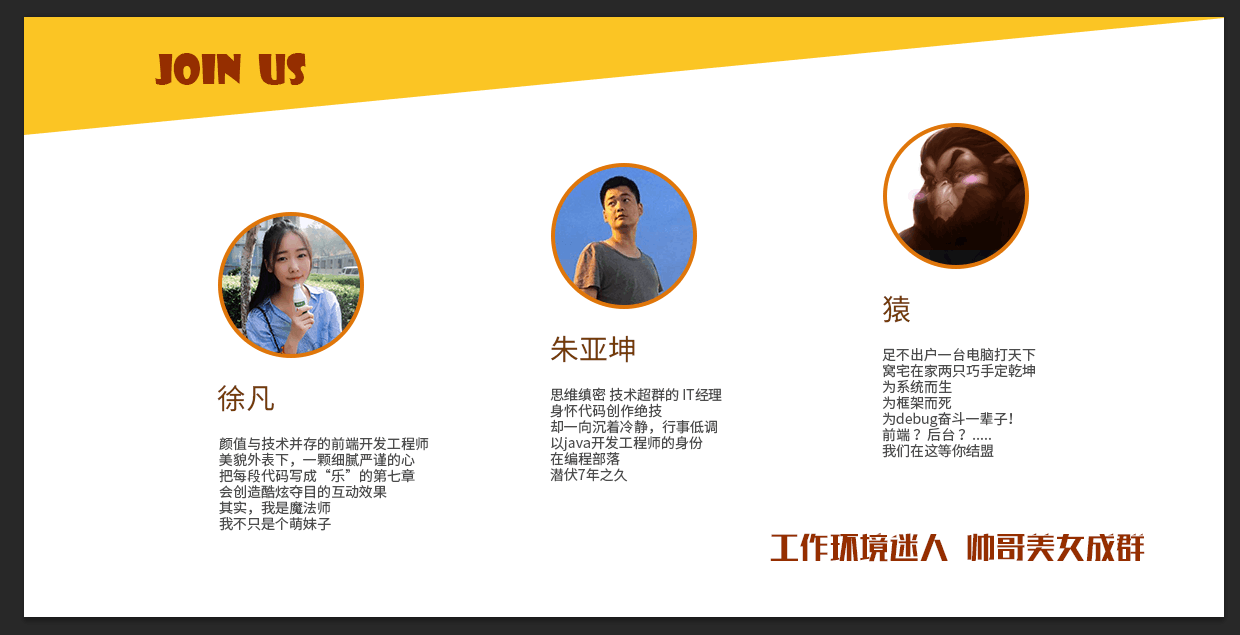 JOIN US
徐凡
颜值与技术并存的前端开发工程师
美貌外表下，一颗细腻严谨的心
把每段代码写成“乐”的第七章
会创造酷炫夺目的互动效果
其实，我是魔法师
我不只是个萌妹子
朱亚坤
思维缜密 技术超群的 IT经理
身怀代码创作绝技
却一向沉着冷静，行事低调
以java开发工程师的身份
在编程部落
潜伏7年之久
猿
足不出户一台电脑打天下
窝宅在家两只巧手定乾坤
为系统而生
为框架而死
为debug奋斗一辈子！
前端？后台？.....
我们在这等你结盟
工作环境迷人 帅哥美女成群